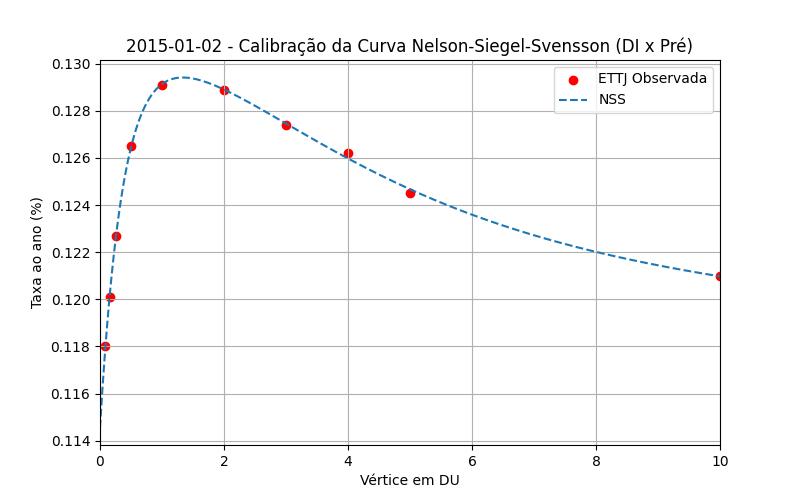 2015-01-02 - Calibração da Curva Nelson-Siegel-Svensson (DI x Pré)
0.130
0.128
0.126
0.124
0.122
0.120
0.118
0.116
0.114
Taxa ao ano (%)
ETTJ Observada
NSS
0 2 4 6 8 10
Vértice em DU